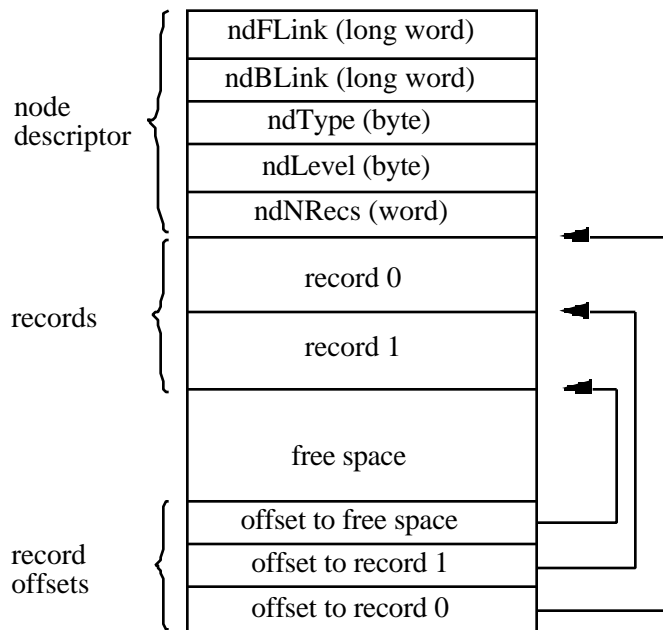 ndFLink (long word)
ndBLink (long word)
node
descriptor
ndType (byte)
ndLevel (byte)
ndNRecs (word)
record 0
records
record 1
free space
offset to free space
record
offsets
offset to record 1
offset to record 0